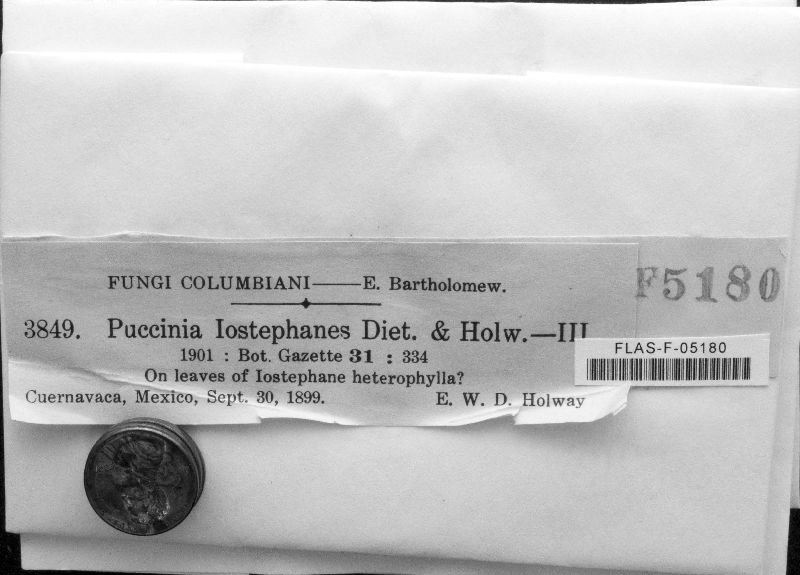 FUNGI COLUMBIANI——E. Bartholomew.
F5180
3849. Puccinia Iostephanes Diet. & Holw.—III
1901 : Bot. Gazette 31 : 334
FLAS-F-05180
On leaves of Iostephane heterophylla?
Cuernavaca, Mexico, Sept. 30, 1899. E. W. D. Holway